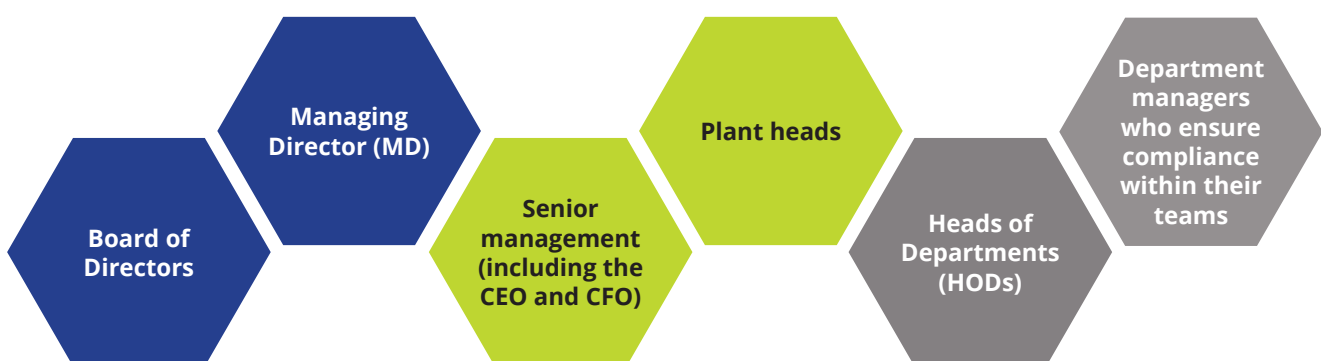 Board of
Directors
Managing
Director (MD)
Senior
management
(including the
CEO and CFO)
Plant heads
Heads of
Departments
(HODs)
Department
managers
who ensure
compliance
within their
teams